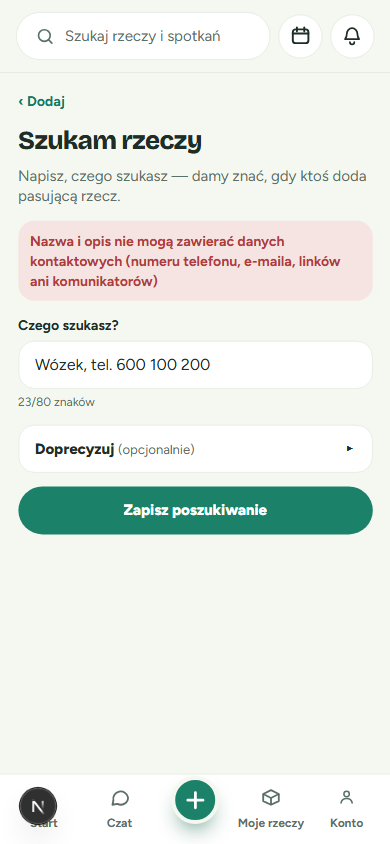 Szukaj rzeczy i spotkań
‹ Dodaj
Szukam rzeczy
Napisz, czego szukasz — damy znać, gdy ktoś doda
pasującą rzecz.
Nazwa i opis nie mogą zawierać danych
kontaktowych (numeru telefonu, e-maila, linków
ani komunikatorów)
Czego szukasz?
Wózek, tel. 600 100 200
23/80 znaków
Doprecyzuj (opcjonalnie)
Zapisz poszukiwanie
N
Start
Czat
Moje rzeczy
Konto